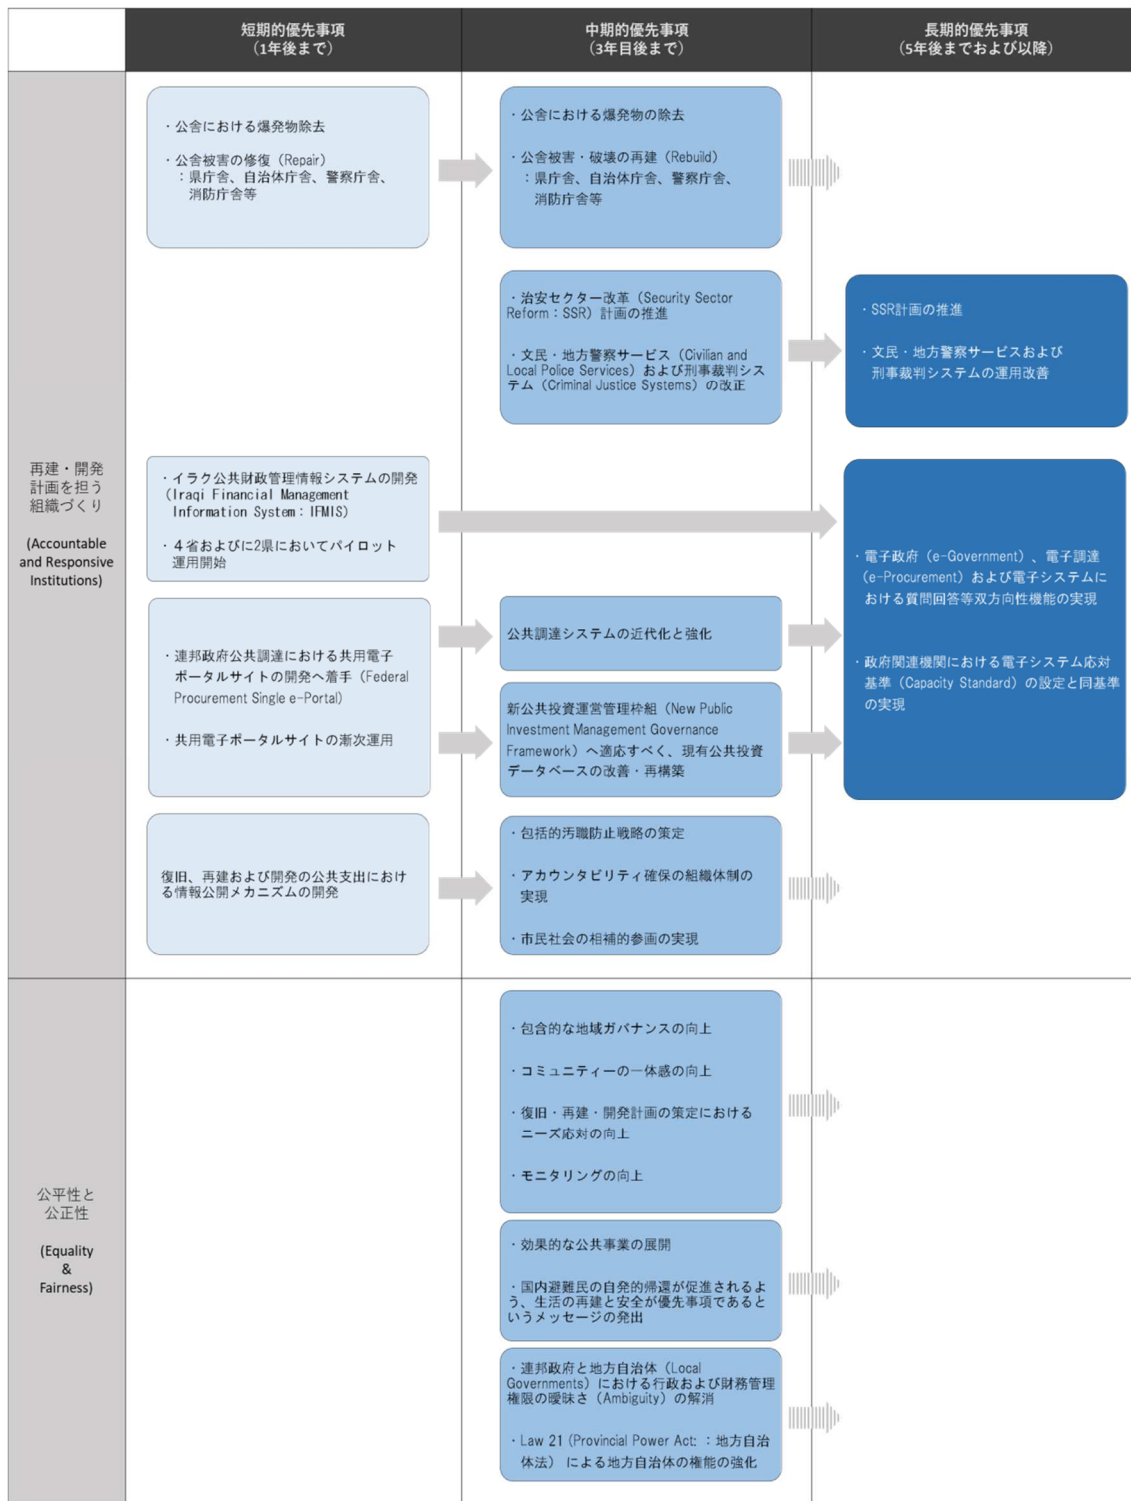 短期的優先事項
（1年後まで）
中期的優先事項
（3年目後まで）
長期的優先事項
（5年後までおよび以降）
再建・開発
計画を担う
組織づくり
(Accountable
and Responsive
Institutions)
・公舎における爆発物除去
・公舎被害の修復（Repair）
：県庁舎、自治体庁舎、警察庁舎、
消防庁舎等
・公舎における爆発物の除去
・公舎被害・破壊の再建（Rebuild）
：県庁舎、自治体庁舎、警察庁舎、
消防庁舎等
・治安セクター改革（Security Sector
Reform：SSR）計画の推進
・文民・地方警察サービス（Civilian and
Local Police Services）および刑事裁判シス
テム（Criminal Justice Systems）の改正
・SSR計画の推進
・文民・地方警察サービスおよび
刑事裁判システムの運用改善
・イラク公共財政管理情報システムの開発
（Iraqi Financial Management
Information System：IFMIS）
・４省およびに2県においてパイロット
運用開始
・連邦政府公共調達における共用電子
ポータルサイトの開発へ着手（Federal
Procurement Single e-Portal）
・共用電子ポータルサイトの漸次運用
公共調達システムの近代化と強化
新公共投資運営管理枠組（New Public
Investment Management Governance
Framework）へ適応すべく、現有公共投資
データベースの改善・再構築
・電子政府（e-Government）、電子調達
（e-Procurement）および電子システムに
おける質問回答等双方向性機能の実現
・政府関連機関における電子システム応対
基準（Capacity Standard）の設定と同基準
の実現
復旧、再建および開発の公共支出におけ
る情報公開メカニズムの開発
・包括的汚職防止戦略の策定
・アカウンタビリティ確保の組織体制の
実現
・市民社会の相補的参画の実現
公平性と
公正性
(Equality
&
Fairness)
・包含的な地域ガバナンスの向上
・コミュニティーの一体感の向上
・復旧・再建・開発計画の策定における
ニーズ応対の向上
・モニタリングの向上
・効果的な公共事業の展開
・国内避難民の自発的帰還が促進されるよ
う、生活の再建と安全が優先事項であると
いうメッセージの発出
・連邦政府と地方自治体（Local
Governments）における行政および財務管理
権限の曖昧さ（Ambiguity）の解消
・Law 21（Provincial Power Act: ：地方自治
体法） による地方自治体の権能の強化